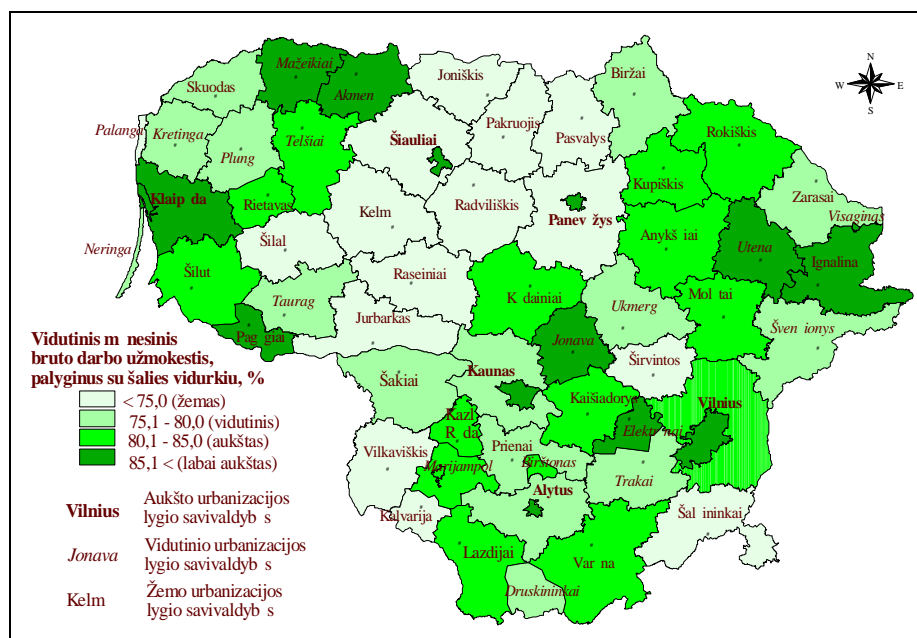 N
W E
S
Skuodas
Mažeikiai
Akmen
Joniškis
Biržai
Palanga
Kretinga
Plung
Telšiai
Šiauliai
Pakruojis
Pasvalys
Rokiškis
Kupiškis
Klaip da
Rietavas
Kelm
Radviliškis
Panev žys
Zarasai
Visaginas
Neringa
Šilal
Anykš iai
Utena
Ignalina
Šilut
Raseiniai
Taurag
K dainiai
Ukmerg
Mol tai
Pag giai
Jurbarkas
Jonava
Šven ionys
Širvintos
Šakiai
Kaunas
Kaišiadorys
Vilnius
Kazl
R da
Elektr nai
Vilkaviškis
Prienai
Marijampol
Birštonas
Trakai
Alytus
Kalvarija
Šal ininkai
Lazdijai
Var na
Druskininkai
Vidutinis m nesinis
bruto darbo užmokestis,
palyginus su šalies vidurkiu, %
< 75,0 (žemas)
75,1 - 80,0 (vidutinis)
80,1 - 85,0 (aukštas)
85,1 < (labai aukštas)
Vilnius Aukšto urbanizacijos
lygio savivaldyb s
Jonava Vidutinio urbanizacijos
lygio savivaldyb s
Kelm Žemo urbanizacijos
lygio savivaldyb s